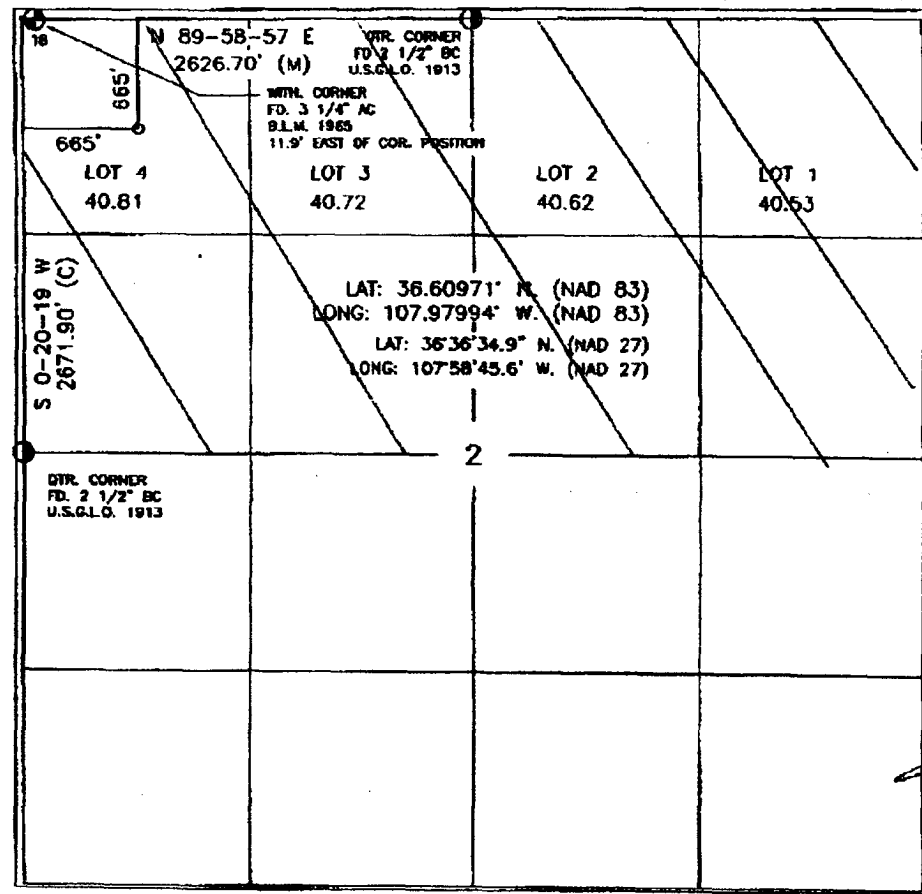 18
N 89-58-57 E
2626.70' (M)
QTR. CORNER
FD 2 1/2" BC
U.S.G.L.O. 1913
WITH. CORNER
FD. 3 1/4" AC
B.L.M. 1965
11.9' EAST OF COR. POSITION
665'
665'
LOT 4
40.81
LOT 3
40.72
LOT 2
40.62
LOT 1
40.53
S 0-20-19 W
2671.90' (C)
LAT: 36.60971° N. (NAD 83)
LONG: 107.97994° W. (NAD 83)
LAT: 36°36'34.9" N. (NAD 27)
LONG: 107°58'45.6' W. (NAD 27)
2
QTR. CORNER
FD. 2 1/2" BC
U.S.G.L.O. 1913